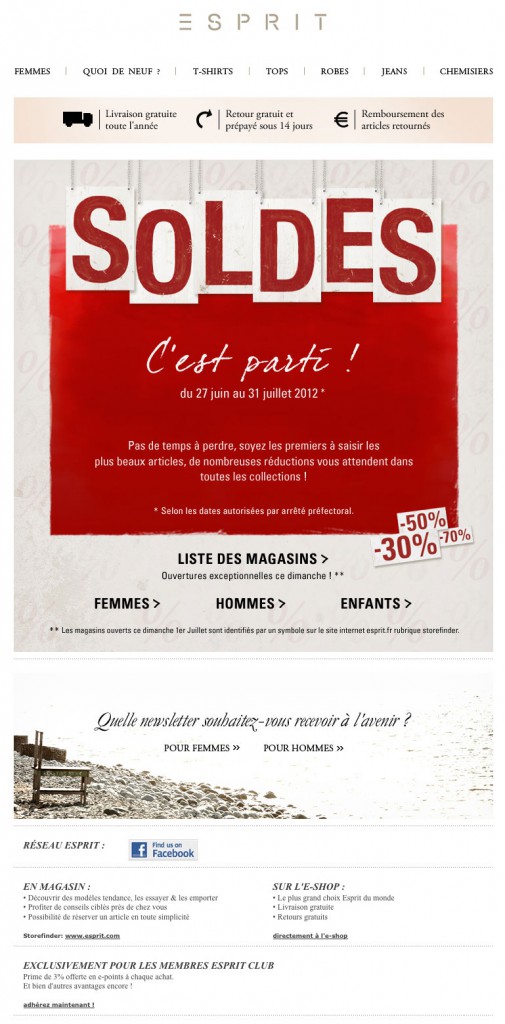 ESPRIT
FEMMES | QUOI DE NEUF ? | T-SHIRTS | TOPS | ROBES | JEANS | CHEMISIERS
Livraison gratuite
toute l'année
Retour gratuit et
prépayé sous 14 jours
€
Remboursement des
articles retournés
SOLDES
C'est parti !
du 27 juin au 31 juillet 2012 *
Pas de temps à perdre, soyez les premiers à saisir les
plus beaux articles, de nombreuses réductions vous attendent dans
toutes les collections !
* Selon les dates autorisées par arrêté préfectoral.
-50%
-30%
-70%
LISTE DES MAGASINS >
Ouvertures exceptionnelles ce dimanche ! **
FEMMES > HOMMES > ENFANTS >
** Les magasins ouverts ce dimanche 1er Juillet sont identifiés par un symbole sur le site internet esprit.fr rubrique storefinder.
Quelle newsletter souhaitez-vous recevoir à l'avenir ?
POUR FEMMES » POUR HOMMES »
RÉSEAU ESPRIT :
Find us on
Facebook
EN MAGASIN :
• Découvrir des modèles tendance, les essayer & les emporter
• Profiter de conseils ciblés près de chez vous
• Possibilité de réserver un article en toute simplicité
Storefinder: www.esprit.com
SUR L'E-SHOP :
• Le plus grand choix Esprit du monde
• Livraison gratuite
• Retours gratuits
directement à l'e-shop
EXCLUSIVEMENT POUR LES MEMBRES ESPRIT CLUB
Prime de 3% offerte en e-points à chaque achat.
Et bien d'autres avantages encore !
adhérez maintenant !